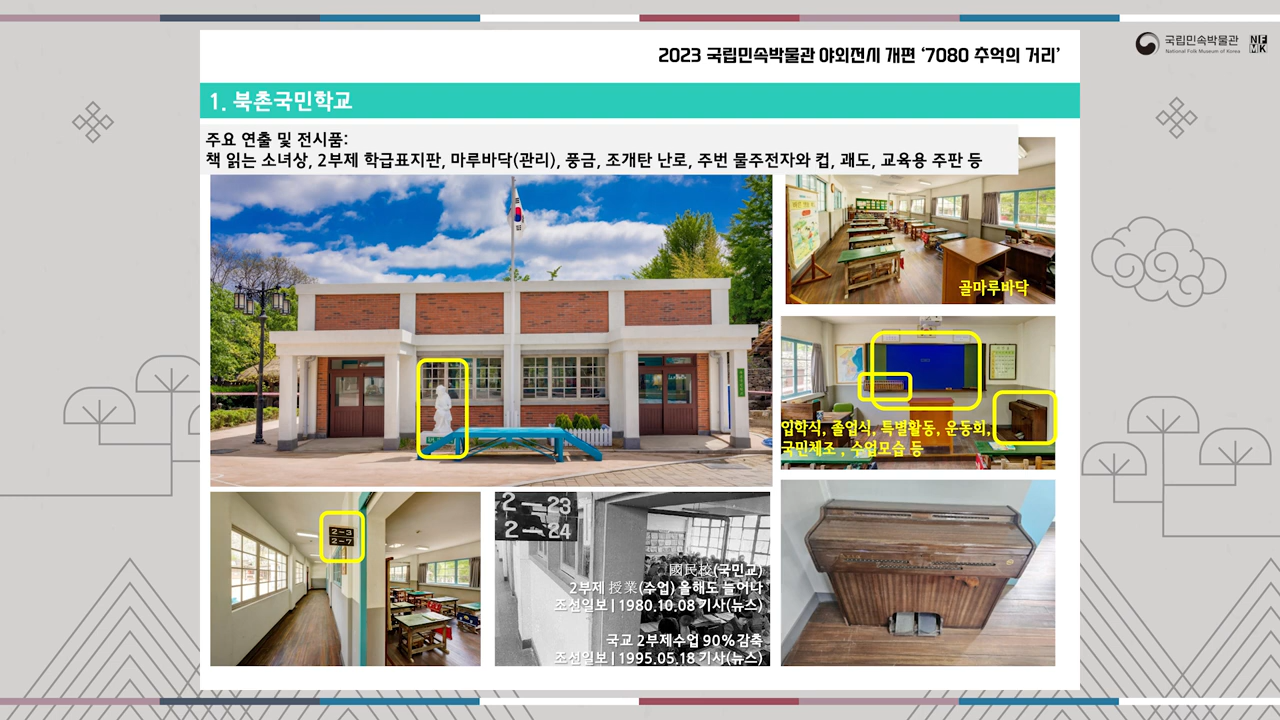 2023 국립민속박물관 야외전시 개편 ‘7080 추억의 거리’
국립민속박물관
National Folk Museum of Korea
NF
MK
1. 북촌국민학교
주요 연출 및 전시품:
책 읽는 소녀상, 2부제 학급표지판, 마루바닥(관리), 풍금, 조개탄 난로, 주번 물주전자와 컵, 괘도, 교육용 주판 등
골마루바닥
입학식, 졸업식, 특별활동, 운동회,
국민체조 , 수업모습 등
2-3
2-7
2-23
2-24
國民校(국민교)
2부제 授業(수업) 올해도 늘어나
조선일보 | 1980.10.08 기사(뉴스)
국교 2부제수업 90%감축
조선일보 | 1995.05.18 기사(뉴스)